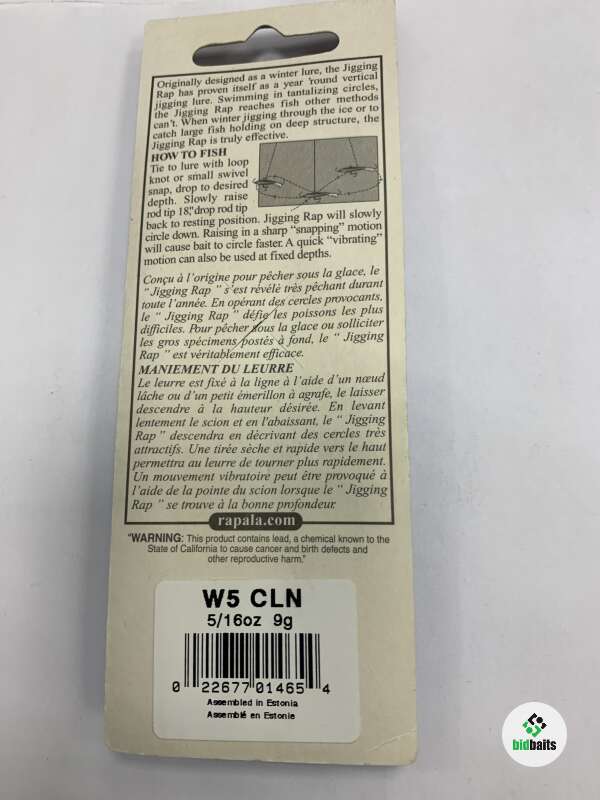 Originally designed as a winter lure, the Jigging
Rap has proven itself as a year 'round vertical
jigging lure. Swimming in tantalizing circles,
the Jigging Rap reaches fish other methods
can't. When winter jigging through the ice or to
catch large fish holding on deep structure, the
Jigging Rap is truly effective.
HOW TO FISH
Tie to lure with loop
knot or small swivel
snap, drop to desired
depth. Slowly raise
rod tip 18," drop rod tip
back to resting position. Jigging Rap will slowly
circle down. Raising in a sharp "snapping" motion
will cause bait to circle faster. A quick "vibrating"
motion can also be used at fixed depths.
Conçu à l'origine pour pêcher sous la glace, le
"Jigging Rap" s'est révélé très pêchant durant
toute l'année. En opérant des cercles provocants,
le "Jigging Rap" défie les poissons les plus
difficiles. Pour pêcher sous la glace ou solliciter
les gros spécimens postés à fond, le "Jigging
Rap" est véritablement efficace.
MANIEMENT DU LEURRE
Le leurre est fixé à la ligne à l'aide d'un nœud
lâche ou d'un petit émerillon à agrafe, le laisser
descendre à la hauteur désirée. En levant
lentement le scion et en l'abaissant, le "Jigging
Rap" descendra en décrivant des cercles très
attractifs. Une tirée sèche et rapide vers le haut
permettra au leurre de tourner plus rapidement.
Un mouvement vibratoire peut être provoqué à
l'aide de la pointe du scion lorsque le "Jigging
Rap" se trouve à la bonne profondeur.
rapala.com
"WARNING: This product contains lead, a chemical known to the
State of California to cause cancer and birth defects and
other reproductive harm."
W5 CLN
5/16oz 9g
0 22677 01465 4
Assembled in Estonia
Assemblé en Estonie
bidbaits